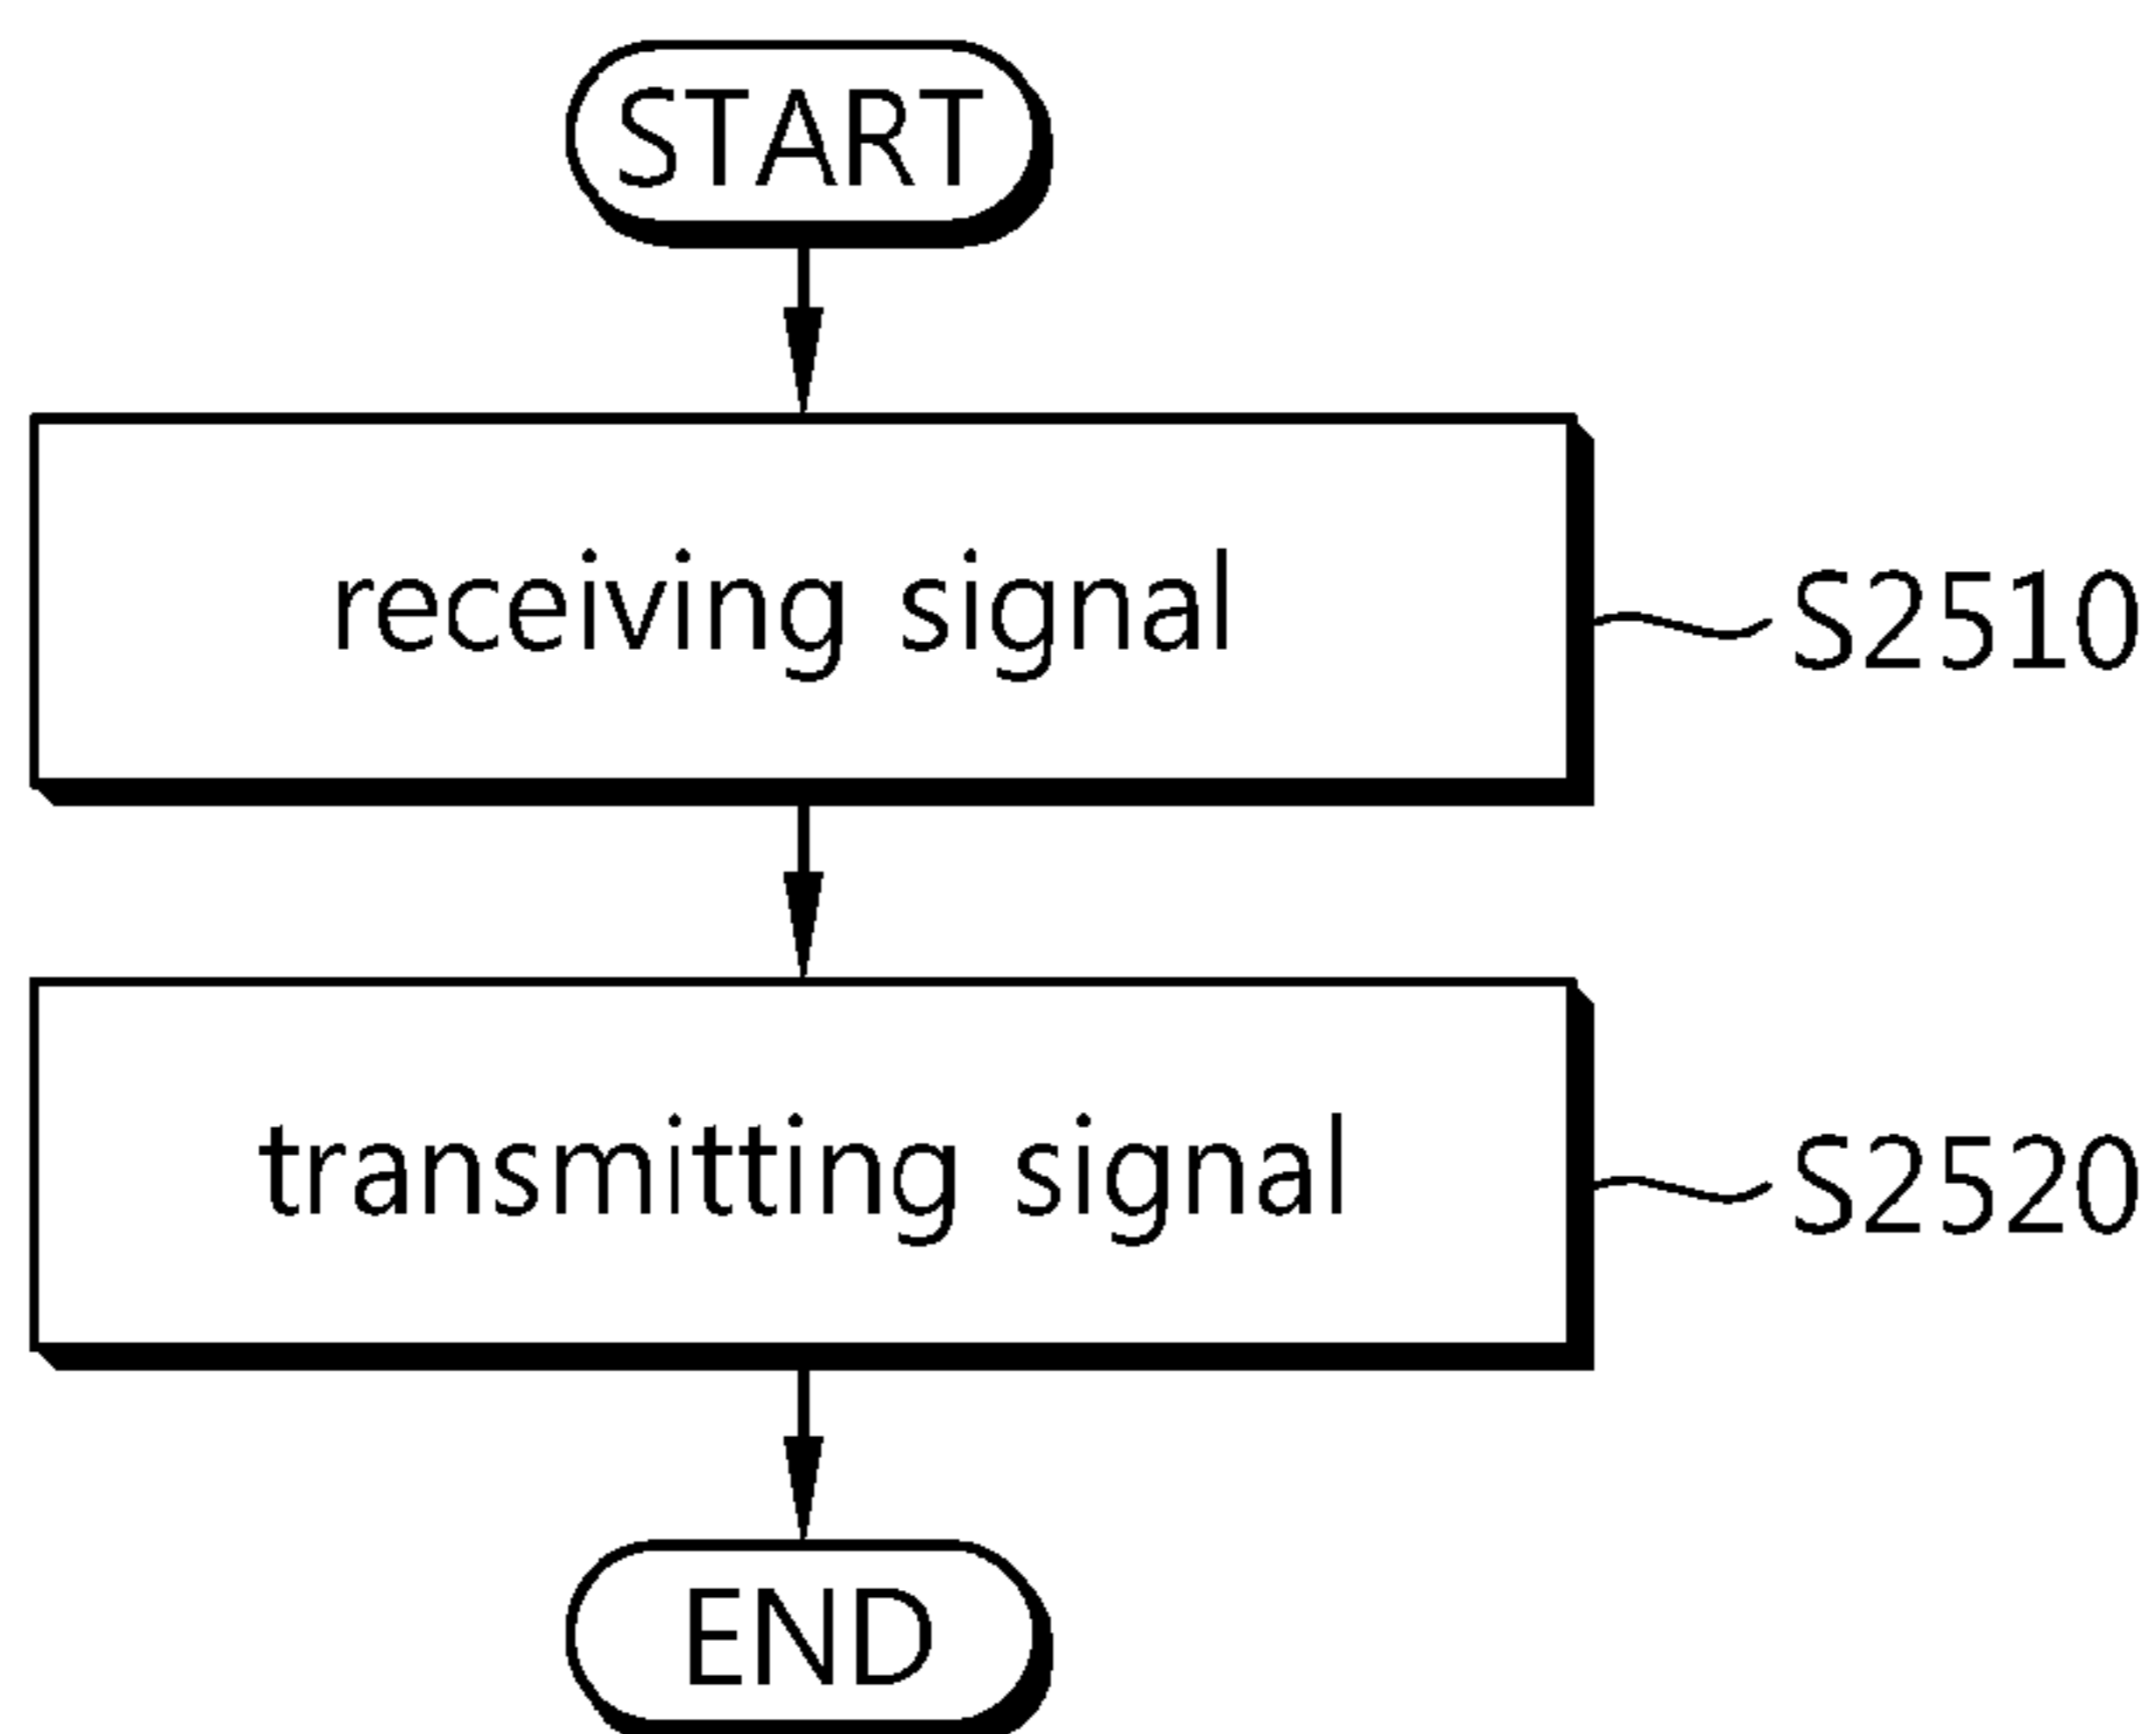 START
receiving signal
S2510
transmitting signal
S2520
END